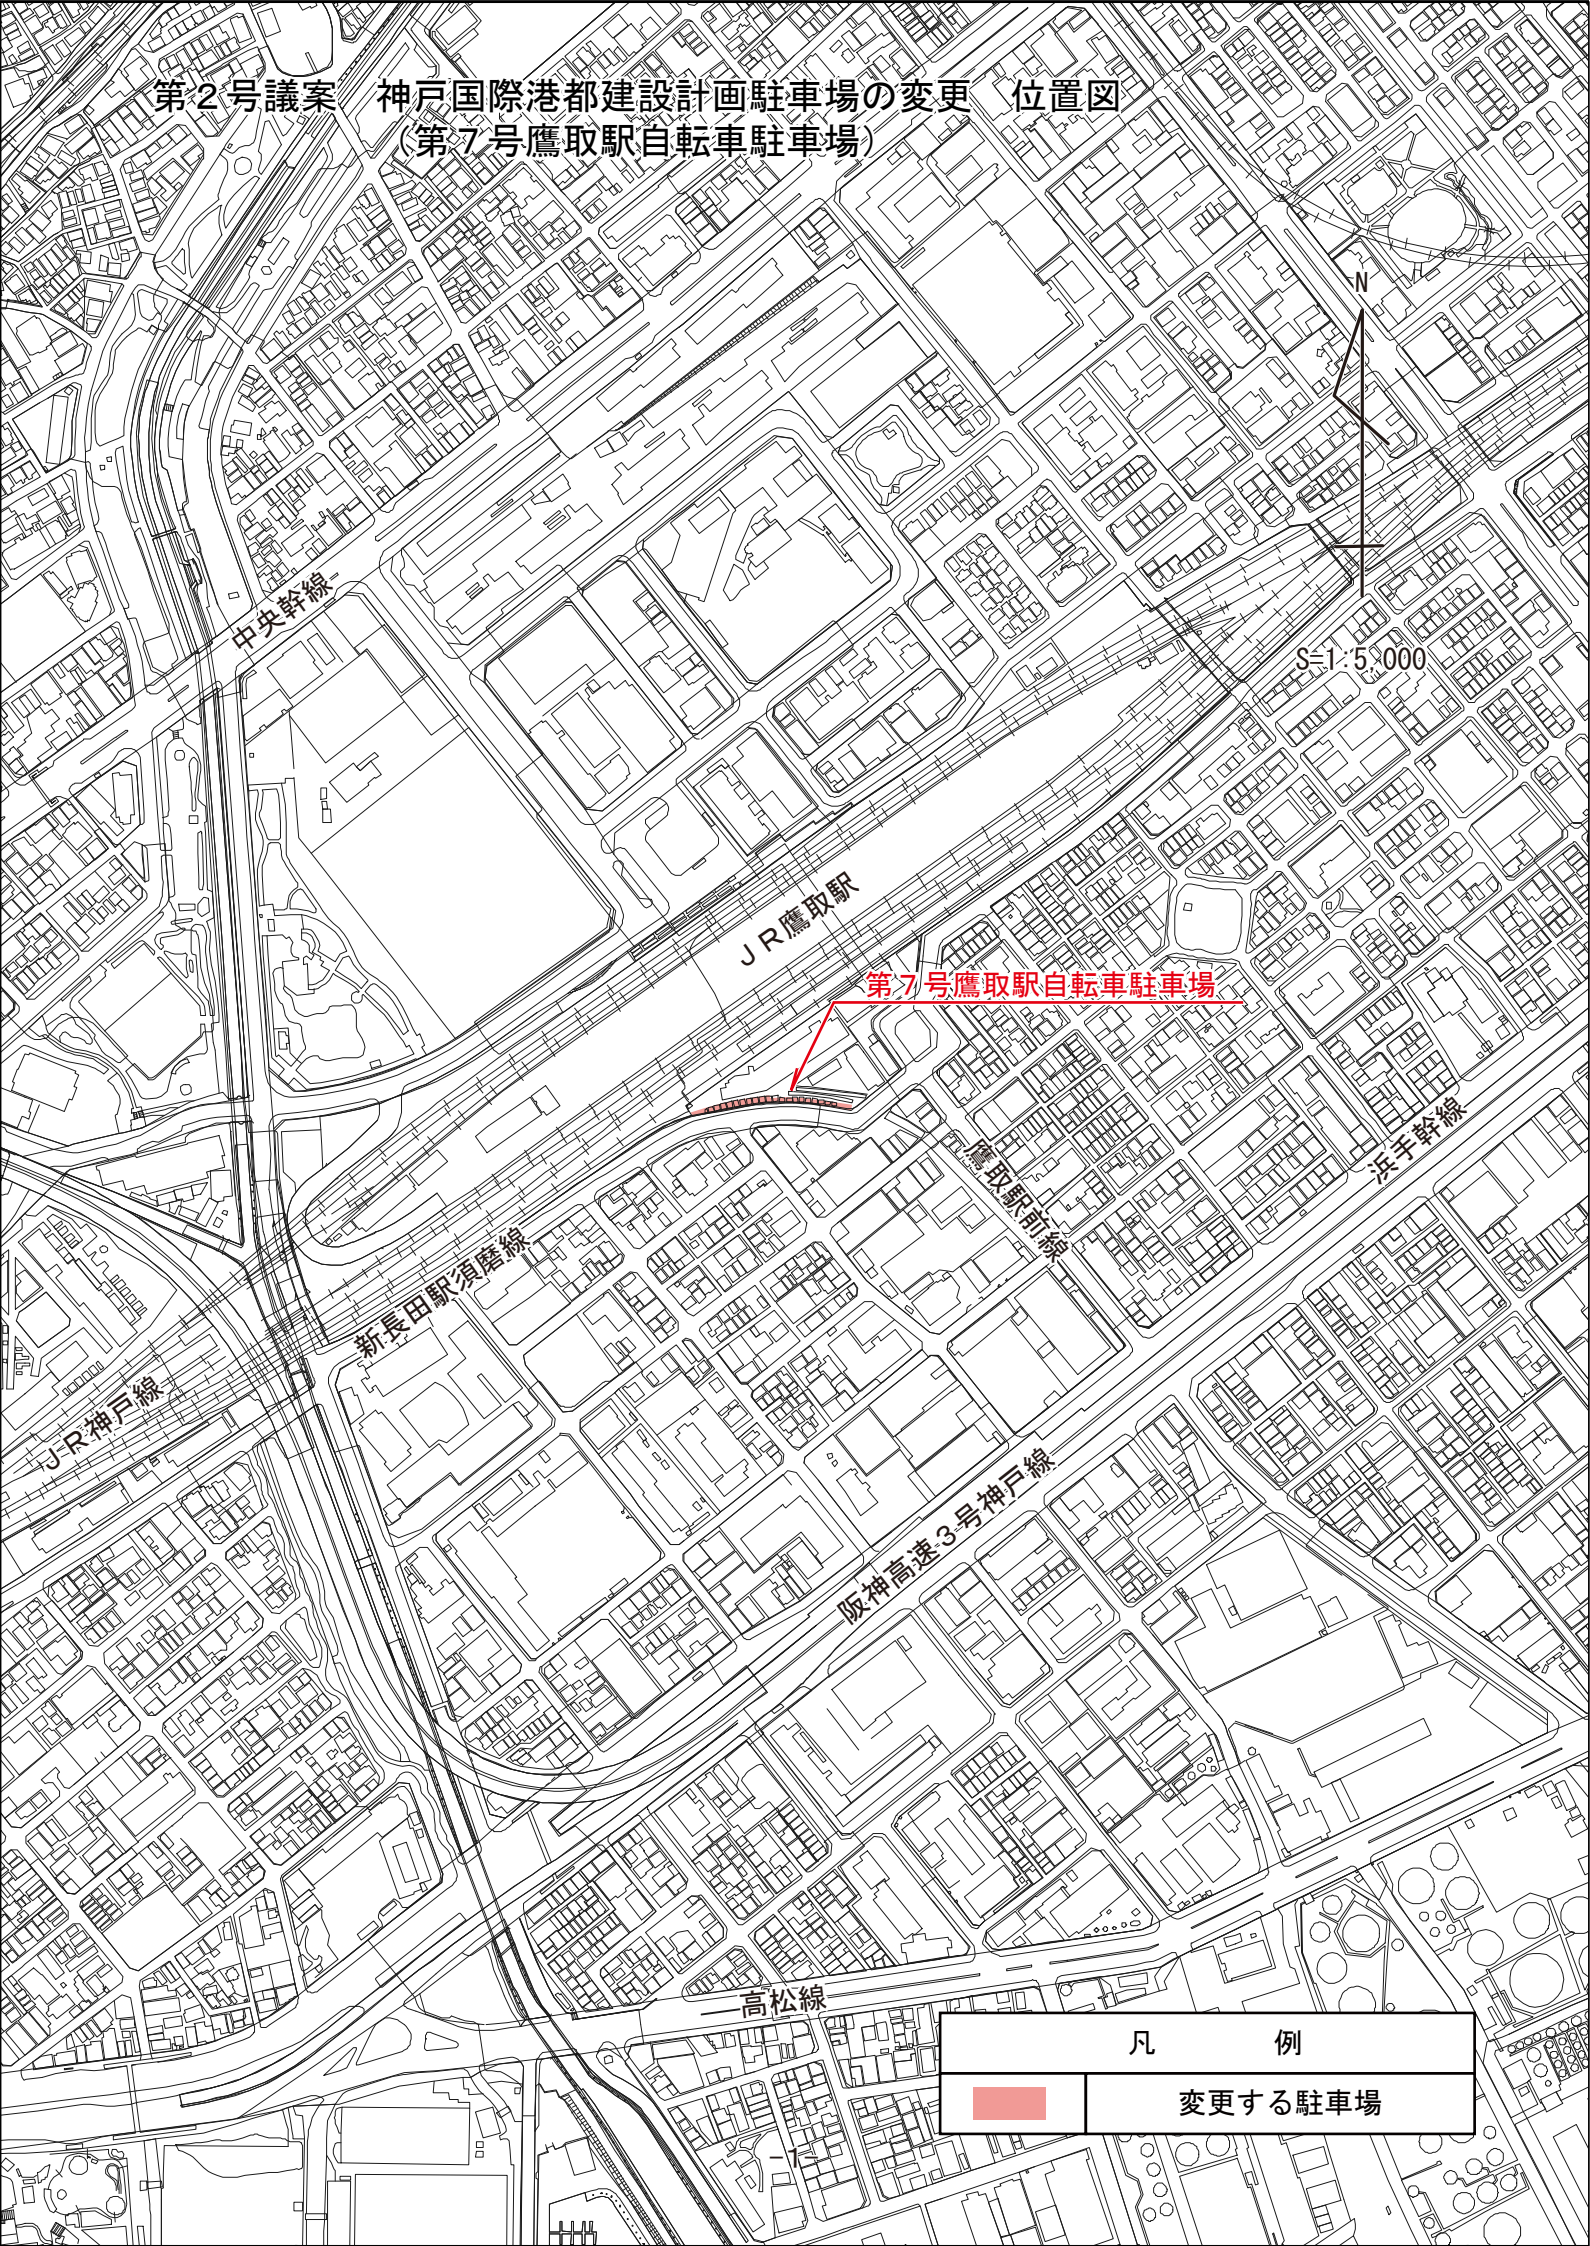 第２号議案　神戸国際港都建設計画駐車場の変更　位置図
（第７号鷹取駅自転車駐車場）
N
中央幹線
S=1:5,000
ＪＲ鷹取駅
第７号鷹取駅自転車駐車場
浜手幹線
鷹取駅前線
新長田駅須磨線
ＪＲ神戸線
阪神高速３号神戸線
高松線
凡　例
変更する駐車場
-1-